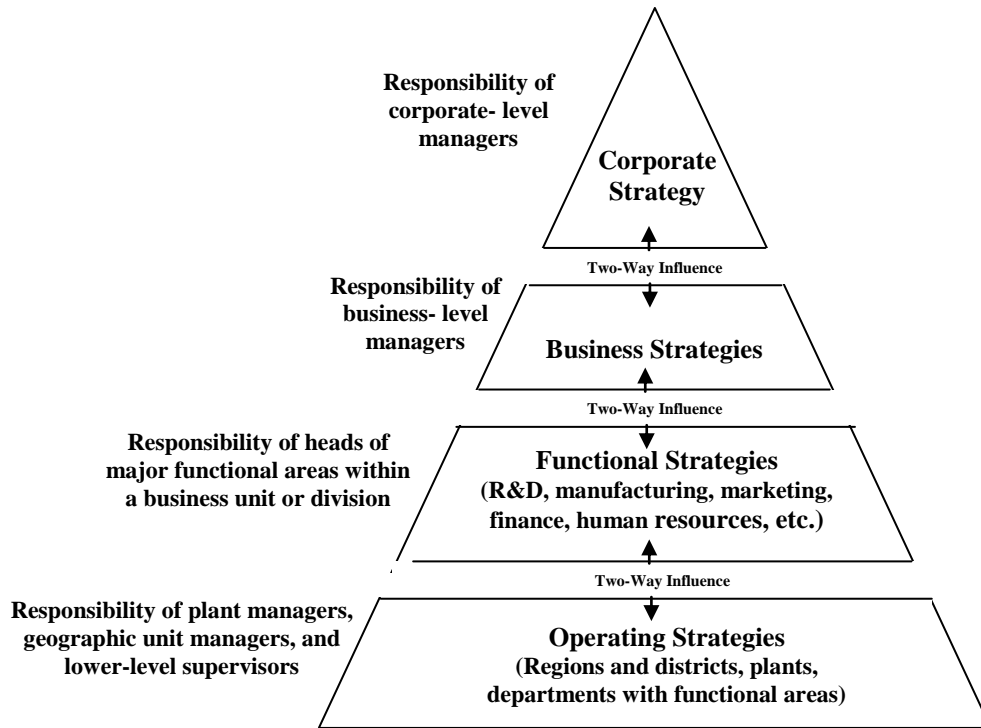 Responsibility of
corporate- level
managers
Corporate
Strategy
Two-Way Influence
Responsibility of
business- level
managers
Business Strategies
Two-Way Influence
Responsibility of heads of
major functional areas within
a business unit or division
Functional Strategies
(R&D, manufacturing, marketing,
finance, human resources, etc.)
Two-Way Influence
Responsibility of plant managers,
geographic unit managers, and
lower-level supervisors
Operating Strategies
(Regions and districts, plants,
departments with functional areas)